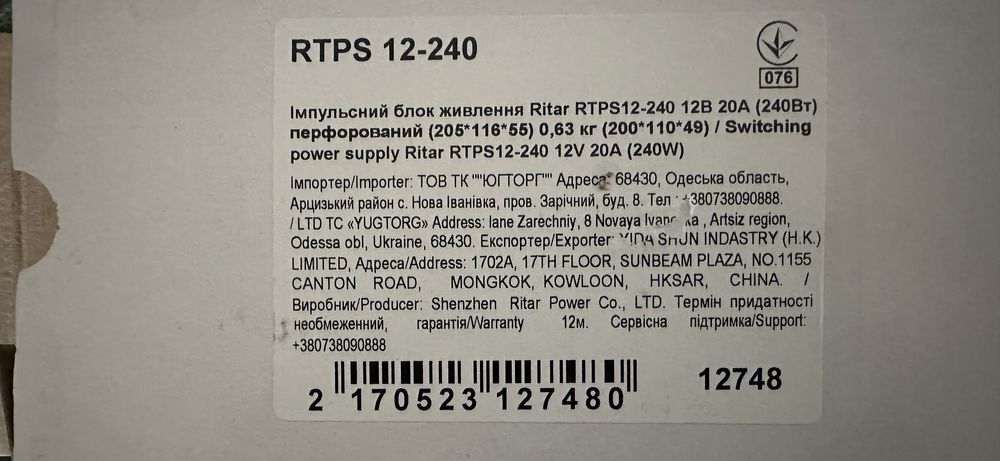 RTPS 12-240
076
Імпульсний блок живлення Ritar RTPS12-240 12В 20А (240Вт)
перфорований (205*116*55) 0,63 кг (200*110*49) / Switching
power supply Ritar RTPS12-240 12V 20A (240W)
Імпортер/Importer: ТОВ ТК ""ЮГТОРГ"" Адреса: 68430, Одеська область,
Арцизький район с. Нова Іванівка, пров. Зарічний, буд. 8. Тел : +380738090888.
/ LTD TC «YUGTORG» Address: lane Zarechniy, 8 Novaya , Artsiz region,
Odessa obl, Ukraine, 68430. Експортер/Exporter: YIDA SHUN INDASTRY (H.K.)
LIMITED, Адреса/Address: 1702A, 17TH FLOOR, SUNBEAM PLAZA, NO.1155
CANTON ROAD, MONGKOK, KOWLOON, HKSAR, CHINA. /
Виробник/Producer: Shenzhen Ritar Power Co., LTD. Термін придатності
необмеженний, гарантія/Warranty 12м. Сервісна підтримка/Support:
+380738090888
2 170523 127480
12748